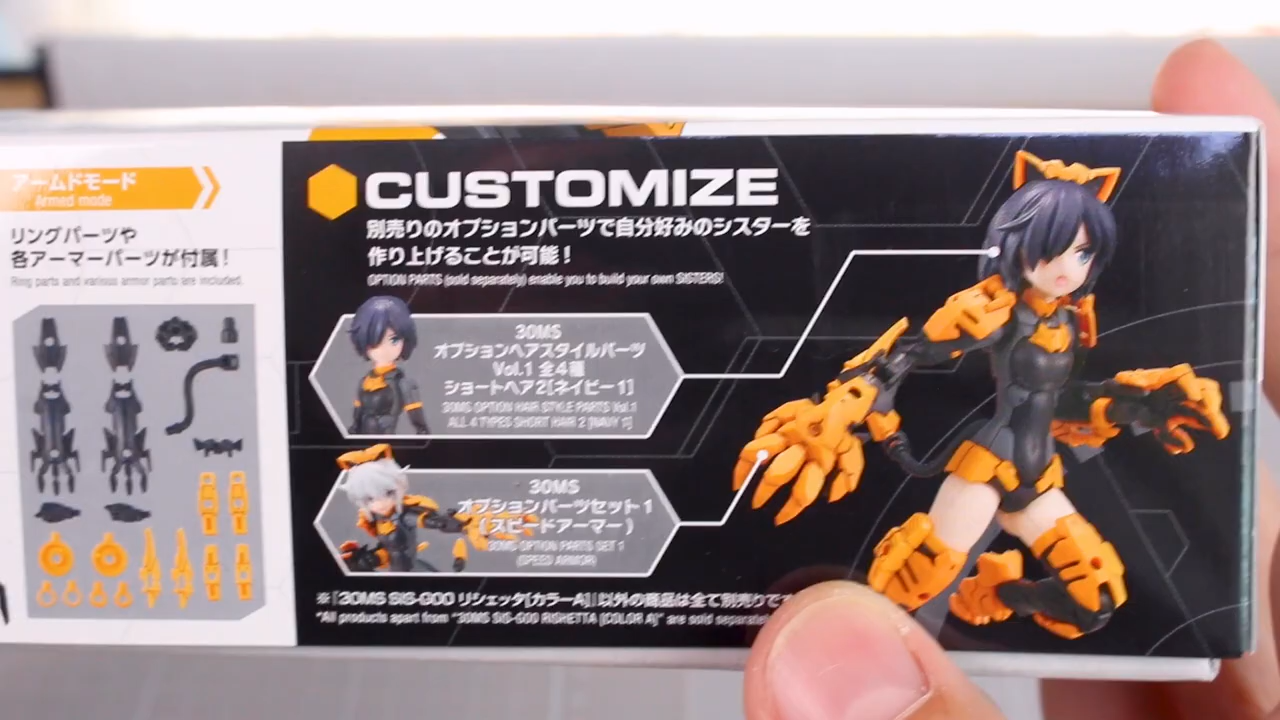 アームドモード
Armed mode
リングパーツや
各アーマーパーツが付属！
Ring parts and various armor parts are included.
CUSTOMIZE
別売りのオプションパーツで自分好みのシスターを
作り上げることが可能！
OPTION PARTS (sold separately) enable you to build your own SISTERS!
30MS
オプションヘアスタイルパーツ
Vol.1 全4種
ショートヘア2[ネイビー1]
30MS OPTION HAIR STYLE PARTS Vol.1
ALL 4 TYPES SHORT HAIR 2 [NAVY 1]
30MS
オプションパーツセット1
(スピードアーマー)
30MS OPTION PARTS SET 1
(SPEED ARMOR)
※「30MS SIS-G00 リシェッタ[カラーA]」以外の商品は全て別売りで
*All products apart from "30MS SIS-G00 RISHETTA [COLOR A]" are sold